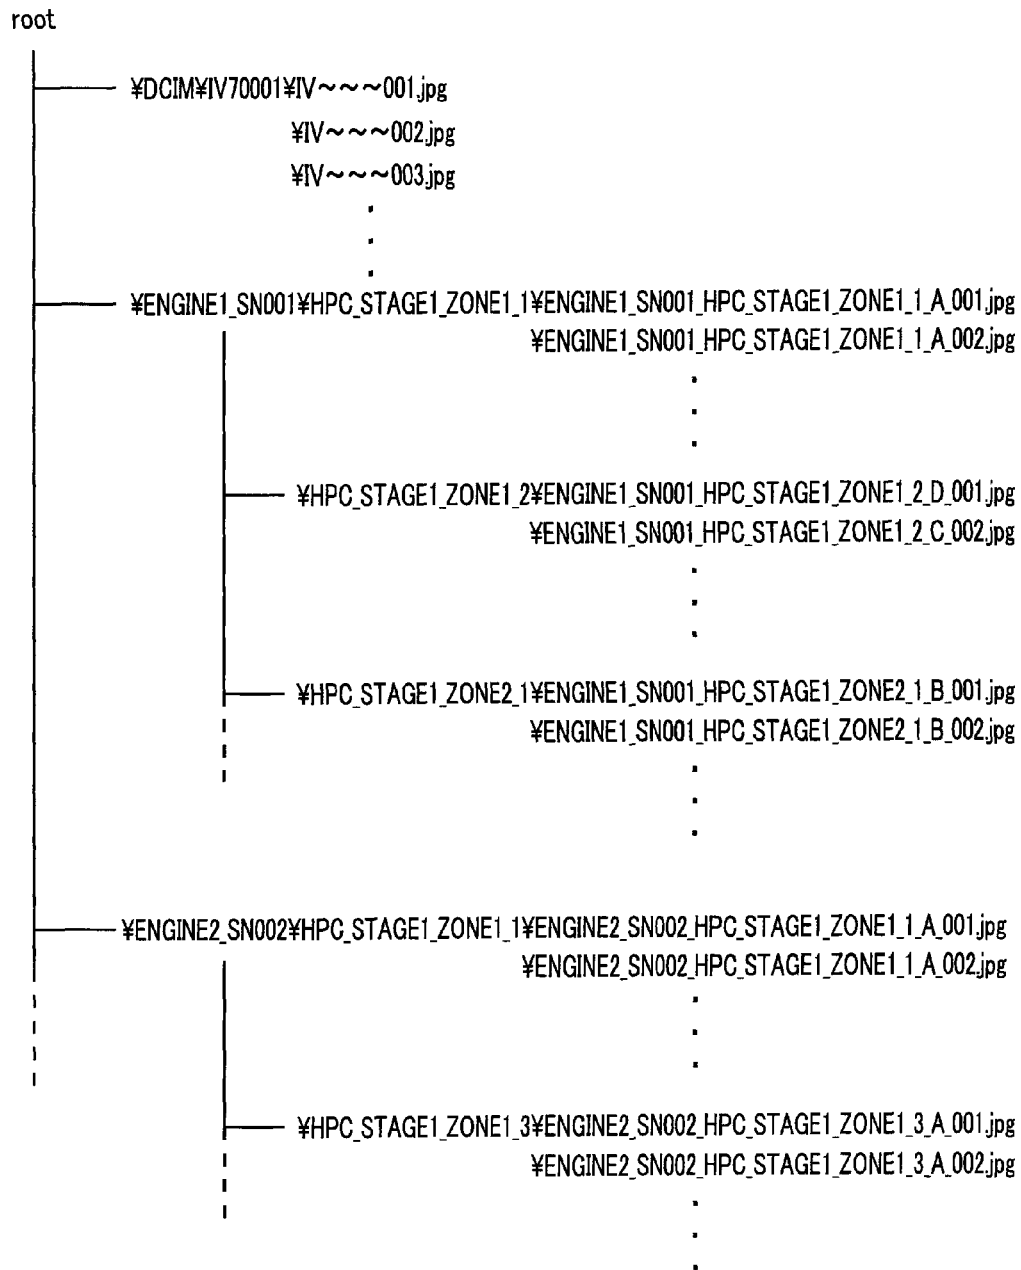 root
¥DCIM¥IV70001¥IV~~~001.jpg
¥IV~~~002.jpg
¥IV~~~003.jpg
¥ENGINE1_SN001¥HPC_STAGE1_ZONE1_1¥ENGINE1_SN001_HPC_STAGE1_ZONE1_1_A_001.jpg
¥ENGINE1_SN001_HPC_STAGE1_ZONE1_1_A_002.jpg
¥HPC_STAGE1_ZONE1_2¥ENGINE1_SN001_HPC_STAGE1_ZONE1_2_D_001.jpg
¥ENGINE1_SN001_HPC_STAGE1_ZONE1_2_C_002.jpg
¥HPC_STAGE1_ZONE2_1¥ENGINE1_SN001_HPC_STAGE1_ZONE2_1_B_001.jpg
¥ENGINE1_SN001_HPC_STAGE1_ZONE2_1_B_002.jpg
¥ENGINE2_SN002¥HPC_STAGE1_ZONE1_1¥ENGINE2_SN002_HPC_STAGE1_ZONE1_1_A_001.jpg
¥ENGINE2_SN002_HPC_STAGE1_ZONE1_1_A_002.jpg
¥HPC_STAGE1_ZONE1_3¥ENGINE2_SN002_HPC_STAGE1_ZONE1_3_A_001.jpg
¥ENGINE2_SN002_HPC_STAGE1_ZONE1_3_A_002.jpg